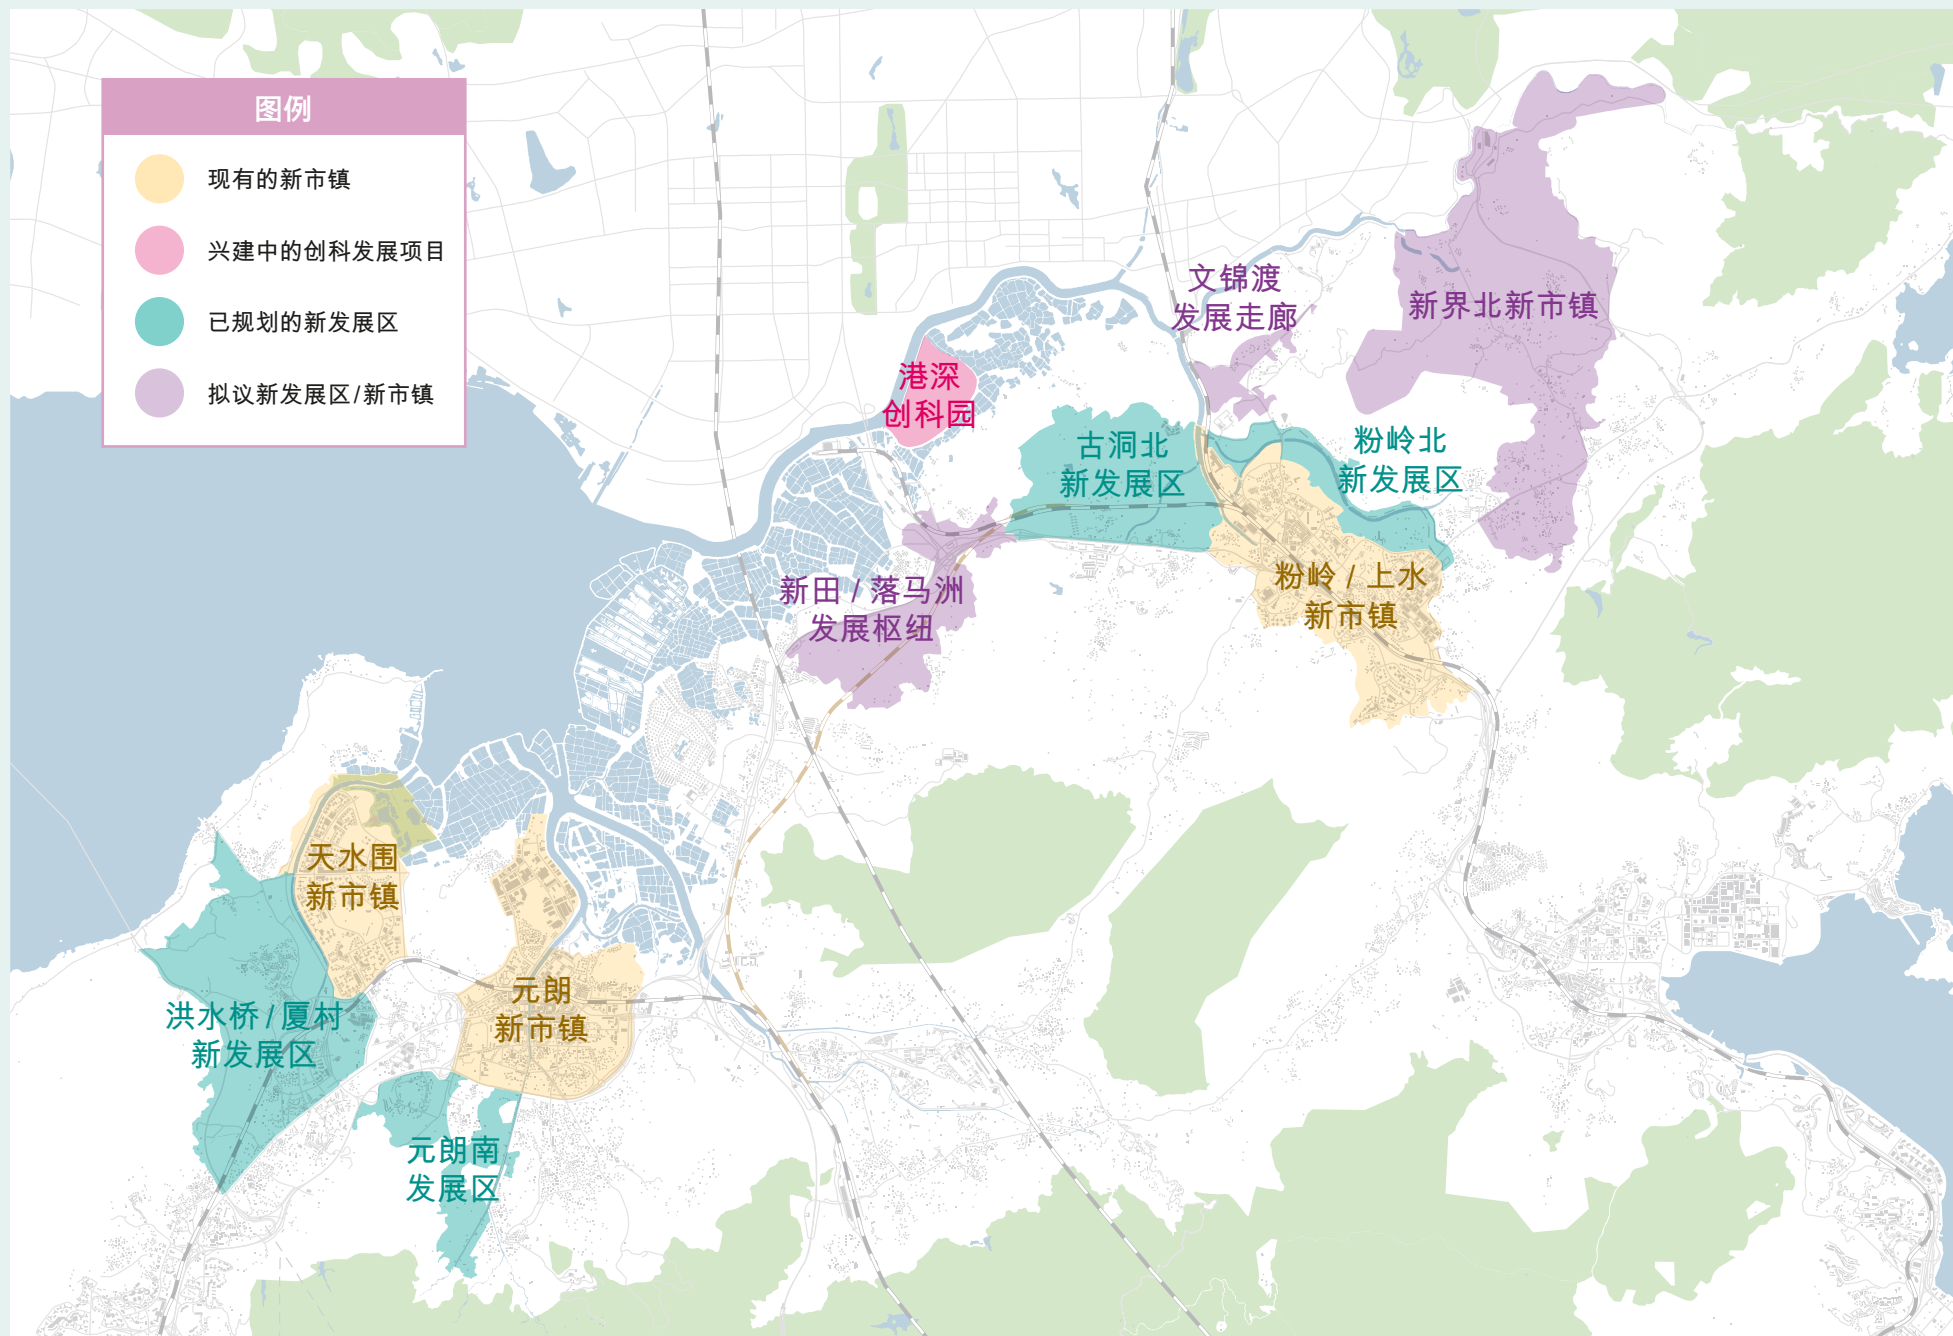 图例
现有的新市镇
兴建中的创科发展项目
已规划的新发展区
拟议新发展区/新市镇
文锦渡
发展走廊
新界北新市镇
港深
创科园
古洞北
新发展区
粉岭北
新发展区
新田 / 落马洲
发展枢纽
粉岭 / 上水
新市镇
天水围
新市镇
元朗
新市镇
洪水桥 / 厦村
新发展区
元朗南
发展区